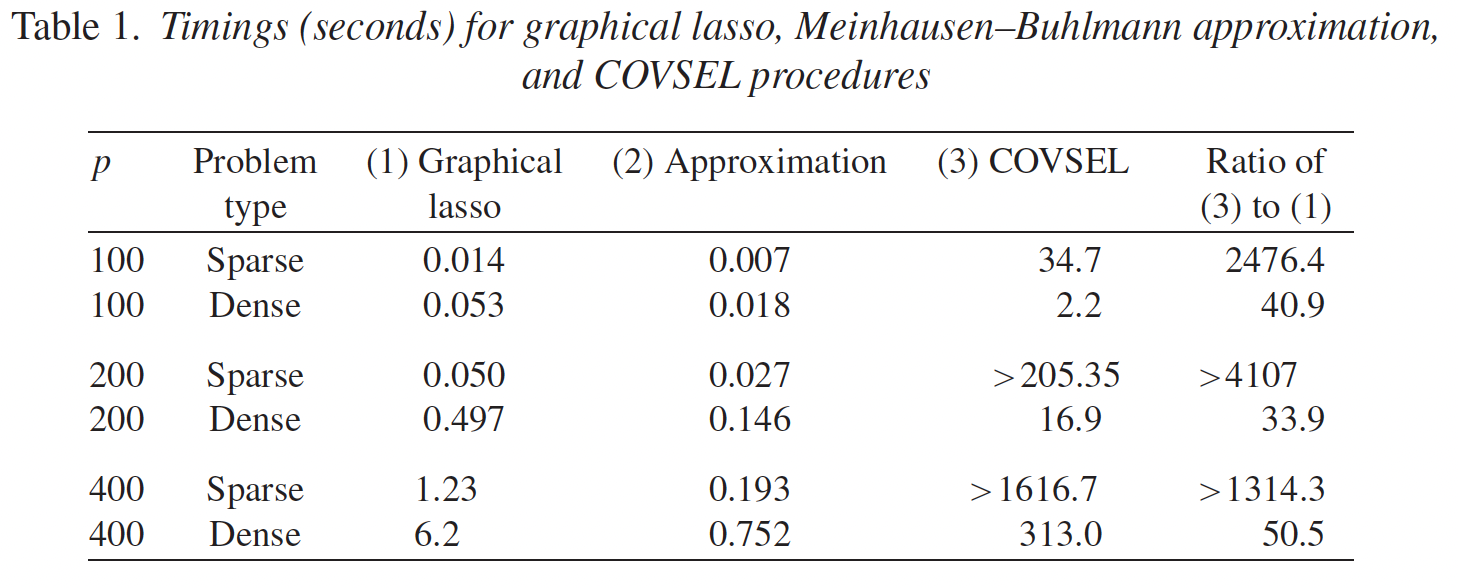 Table 1. Timings (seconds) for graphical lasso, Meinhausen–Buhlmann approximation,
and COVSEL procedures
p Problem type (1) Graphical lasso (2) Approximation (3) COVSEL Ratio of (3) to (1)
100 Sparse 0.014 0.007 34.7 2476.4
100 Dense 0.053 0.018 2.2 40.9
200 Sparse 0.050 0.027 >205.35 >4107
200 Dense 0.497 0.146 16.9 33.9
400 Sparse 1.23 0.193 >1616.7 >1314.3
400 Dense 6.2 0.752 313.0 50.5